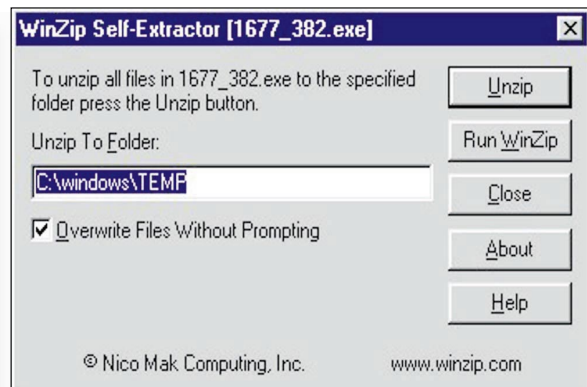 WinZip Self-Extractor [1677_382.exe]
To unzip all files in 1677_382.exe to the specified
folder press the Unzip button.
Unzip To Folder:
C:\windows\TEMP
Overwrite Files Without Prompting
Unzip
Run WinZip
Close
About
Help
© Nico Mak Computing, Inc. www.winzip.com